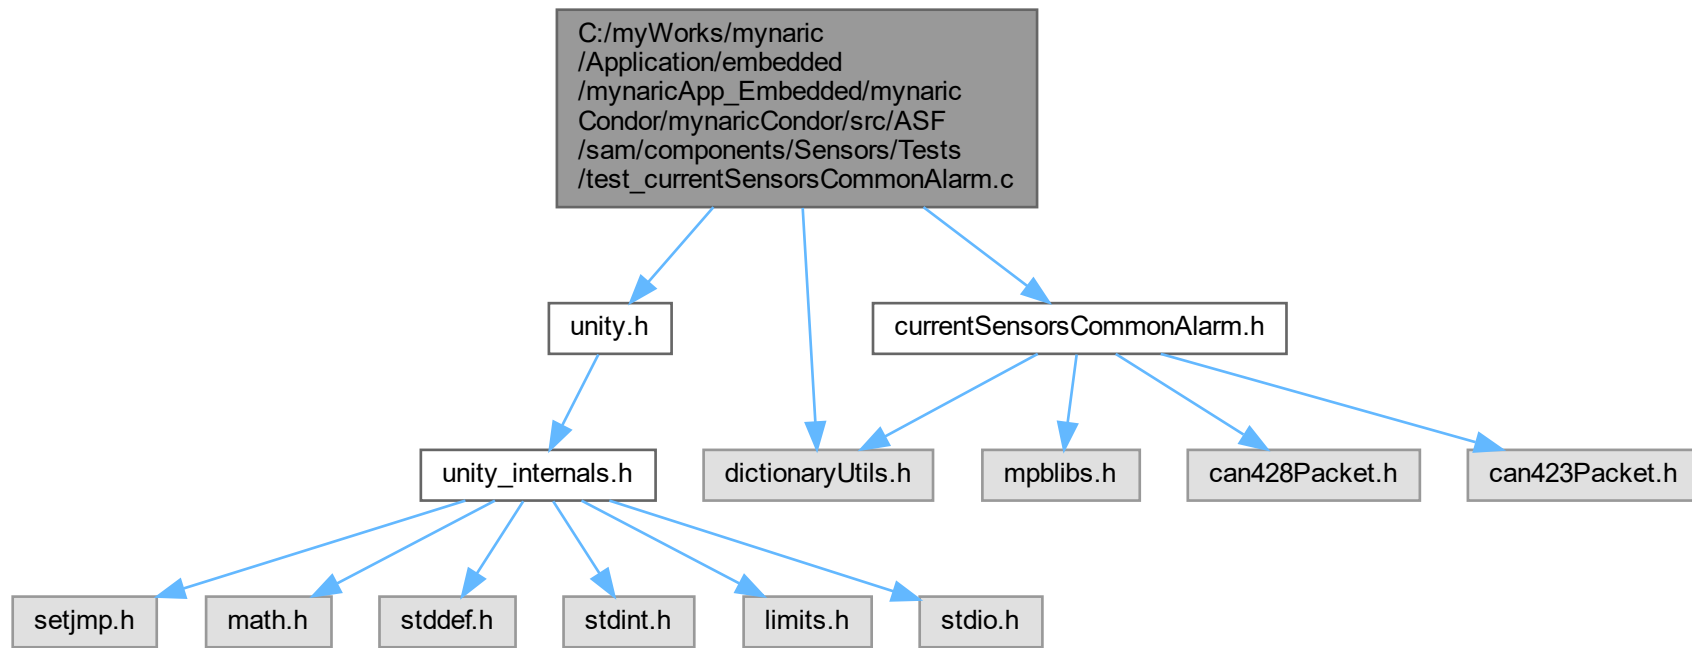 C:/myWorks/mynaric
/Application/embedded
/mynaricApp_Embedded/mynaric
Condor/mynaricCondor/src/ASF
/sam/components/Sensors/Tests
/test_currentSensorsCommonAlarm.c
unity.h
currentSensorsCommonAlarm.h
unity_internals.h
dictionaryUtils.h
mpblibs.h
can428Packet.h
can423Packet.h
setjmp.h
math.h
stddef.h
stdint.h
limits.h
stdio.h